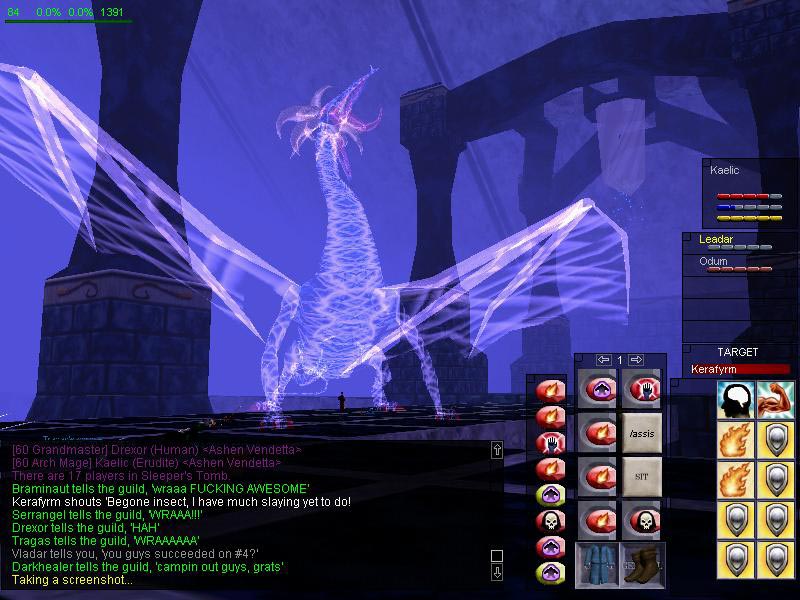 84 0.0% 0.0% 1391
Kaelic
Leadar
Odum
TARGET
Kerafyrm
1
/assis
SIT
[60 Grandmaster] Drexor (Human) <Ashen Vendetta>
[60 Arch Mage] Kaelic (Erudite) <Ashen Vendetta>
There are 17 players in Sleeper's Tomb.
Braminaut tells the guild, 'wraaa FUCKING AWESOME'
Kerafyrm shouts 'Begone insect, I have much slaying yet to do!
Serrangel tells the guild, 'WRAA!!!'
Drexor tells the guild, 'HAH'
Tragas tells the guild, 'WRAAAAAA'
Vladar tells you, 'you guys succeeded on #4?'
Darkhealer tells the guild, 'campin out guys, grats'
Taking a screenshot...